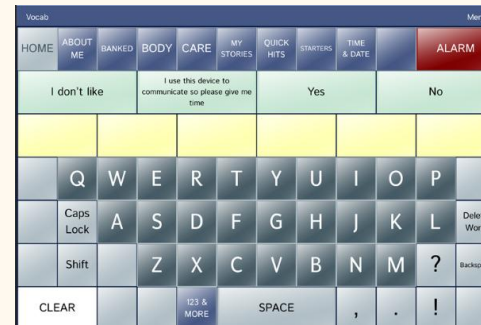 Vocab Men
HOME ABOUT ME BANKED BODY CARE MY STORIES QUICK HITS STARTERS TIME & DATE ALARM
I don't like
I use this device to
communicate so please give me
time
Yes
No
Q W E R T Y U I O P
Caps
Lock
A S D F G H J K L
Dele
Wor
Shift
Z X C V B N M ?
Backsp
CLEAR
123 &
MORE
SPACE
, . !